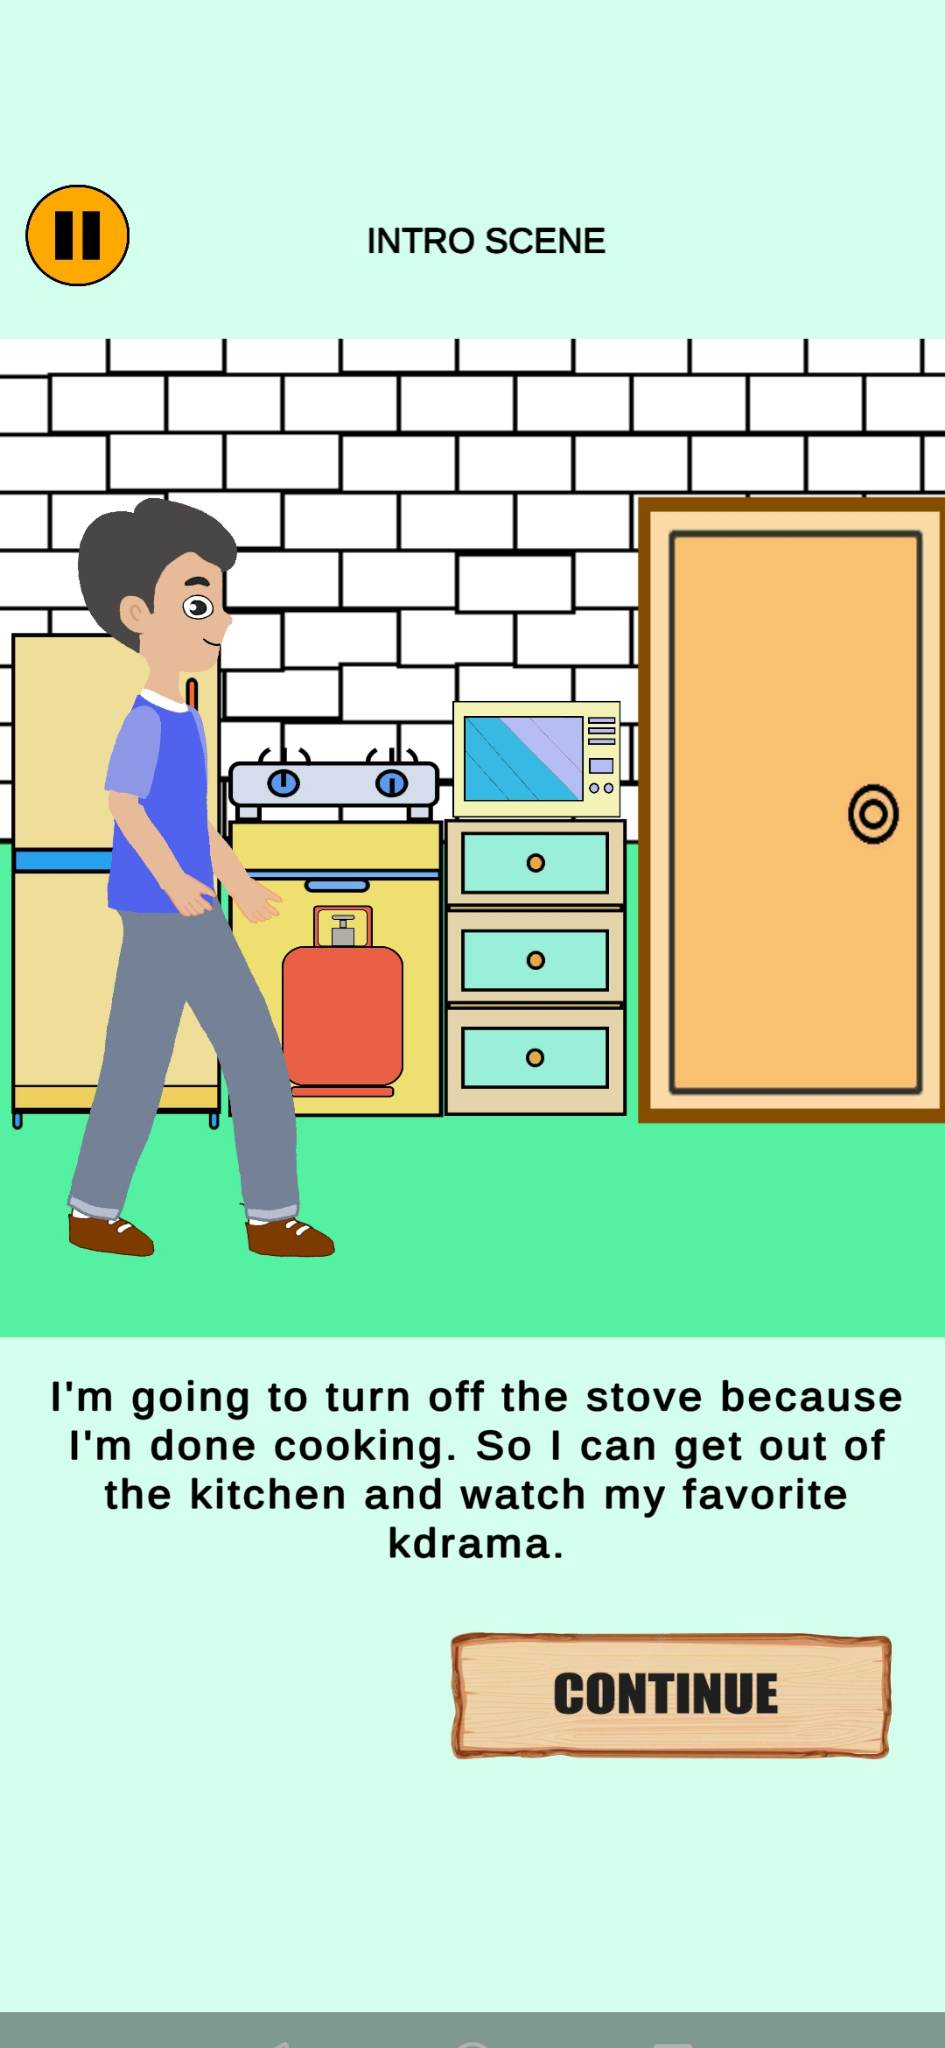 INTRO SCENE
I'm going to turn off the stove because
I'm done cooking. So I can get out of
the kitchen and watch my favorite
kdrama.
CONTINUE